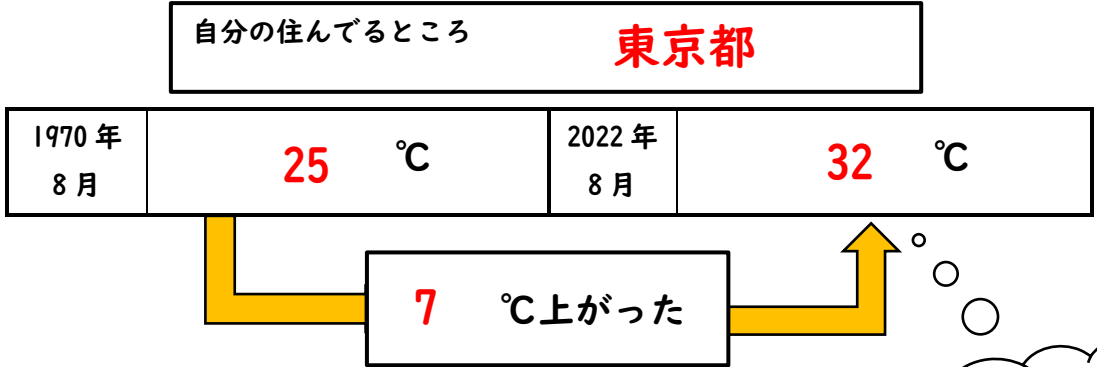 自分の住んでるところ 東京都
1970年 8月 25 ℃ 2022年 8月 32 ℃
7 ℃上がった